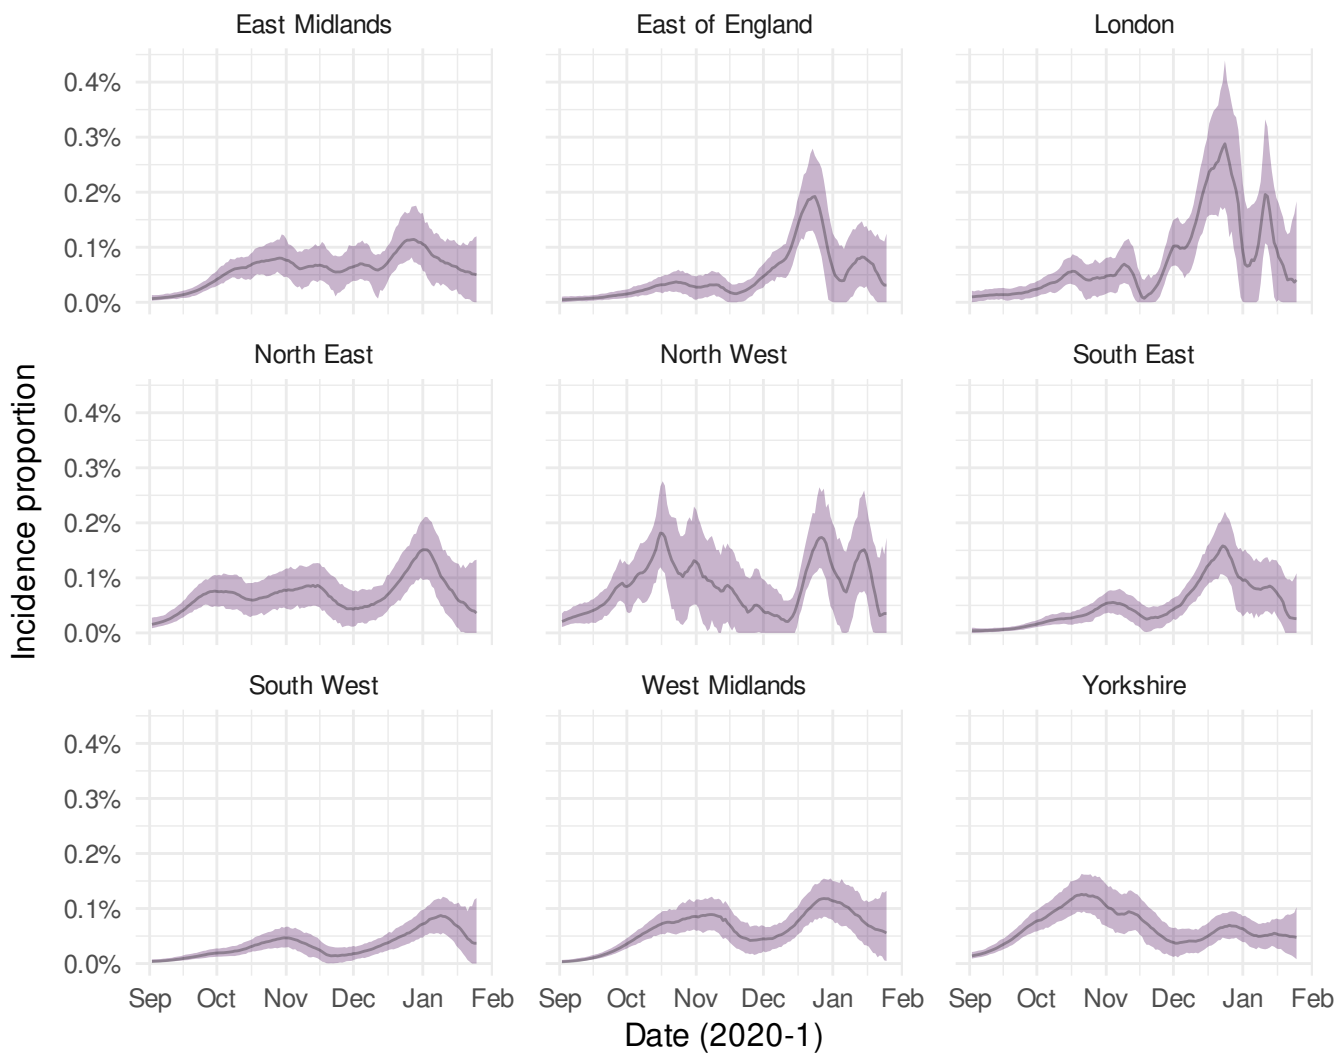 East Midlands East of England London
0.4%
0.3%
0.2%
0.1%
0.0%
North East North West South East
0.4%
0.3%
0.2%
0.1%
0.0%
Incidence proportion
South West West Midlands Yorkshire
0.4%
0.3%
0.2%
0.1%
0.0%
Sep Oct Nov Dec Jan Feb Sep Oct Nov Dec Jan Feb Sep Oct Nov Dec Jan Feb
Date (2020-1)